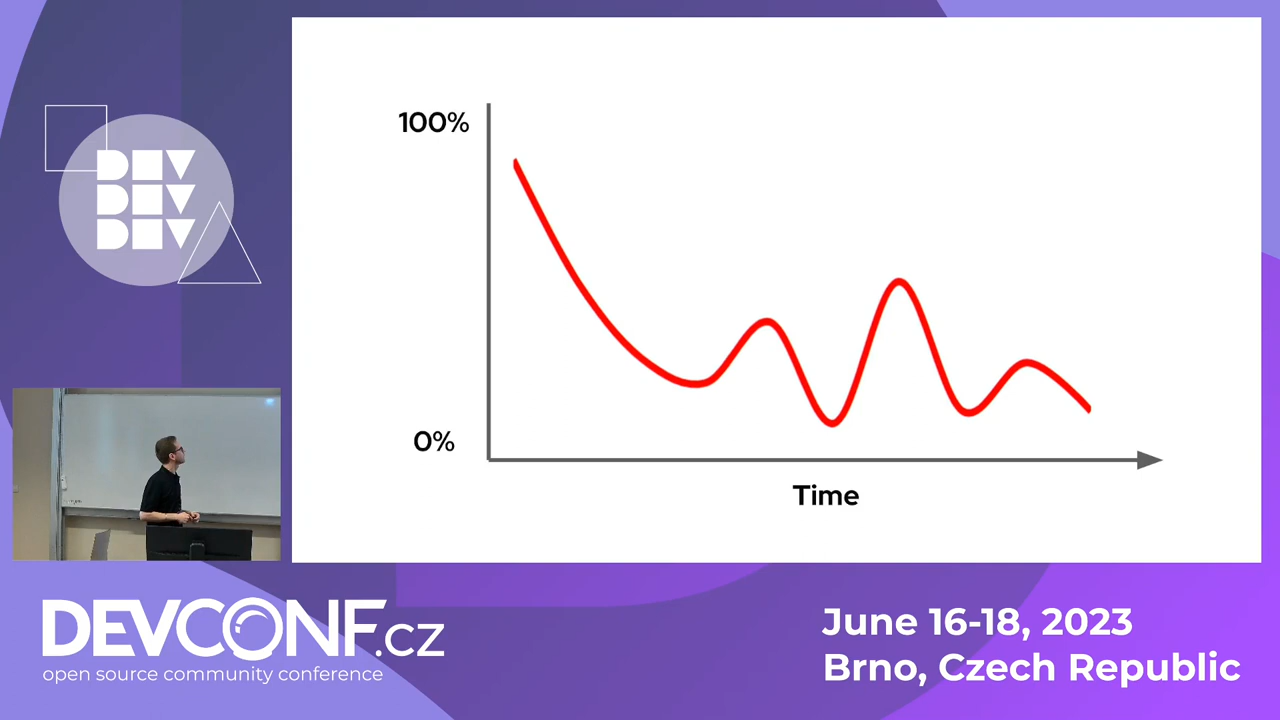 100%
0%
Time
DEV
DEV
DEV
DEVCONF.cz
open source community conference
June 16-18, 2023
Brno, Czech Republic